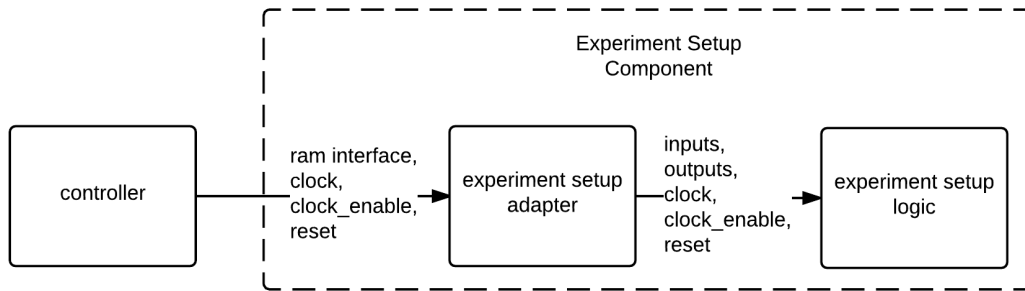 Experiment Setup
Component
controller
ram interface,
clock,
clock_enable,
reset
experiment setup
adapter
inputs,
outputs,
clock,
clock_enable,
reset
experiment setup
logic